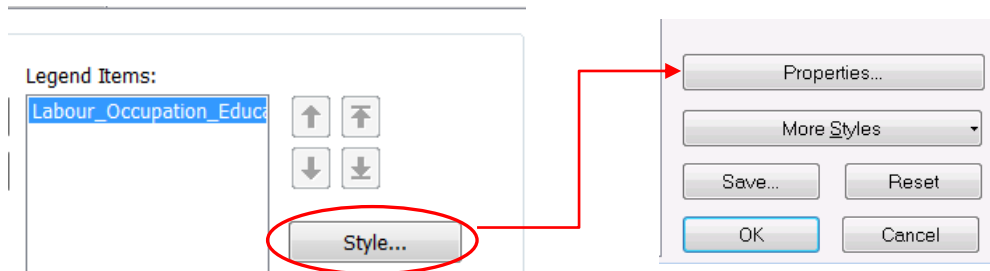 Legend Items:
Labour_Occupation_Educa
Style...
Properties...
More Styles
Save...
Reset
OK
Cancel